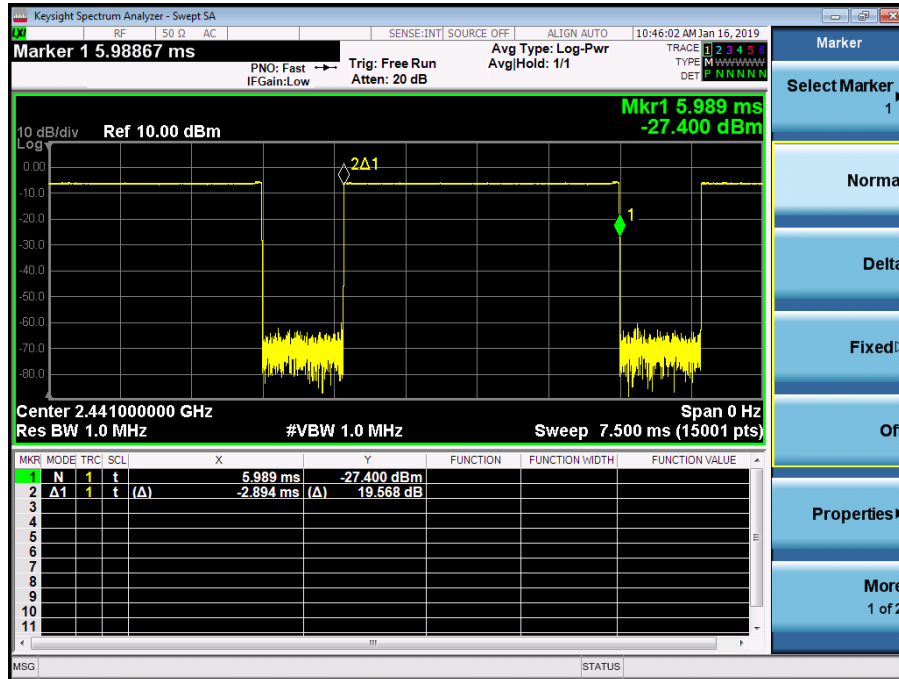 Keysight Spectrum Analyzer - Swept SA
LXI RF 50 Ω AC SENSE:INT SOURCE OFF ALIGN AUTO 10:46:02 AM Jan 16, 2019
Marker 1 5.98867 ms
PNO: Fast
IFGain:Low
Trig: Free Run
Atten: 20 dB
Avg Type: Log-Pwr
Avg|Hold: 1/1
TRACE 1 2 3 4 5 6
TYPE M WWWWW
DET P N N N N N
Mkr1 5.989 ms
-27.400 dBm
10 dB/div Ref 10.00 dBm
Log
0.00
-10.0
-20.0
-30.0
-40.0
-50.0
-60.0
-70.0
-80.0
2Δ1
1
Center 2.441000000 GHz Span 0 Hz
Res BW 1.0 MHz #VBW 1.0 MHz Sweep 7.500 ms (15001 pts)
MKR MODE TRC SCL X Y FUNCTION FUNCTION WIDTH FUNCTION VALUE
1 N 1 t 5.989 ms -27.400 dBm
2 Δ1 1 t (Δ) -2.894 ms (Δ) 19.568 dB
3
4
5
6
7
8
9
10
11
MSG STATUS
Marker
Select Marker
1
Norma
Delta
Fixed
Of
Properties
More
1 of 2